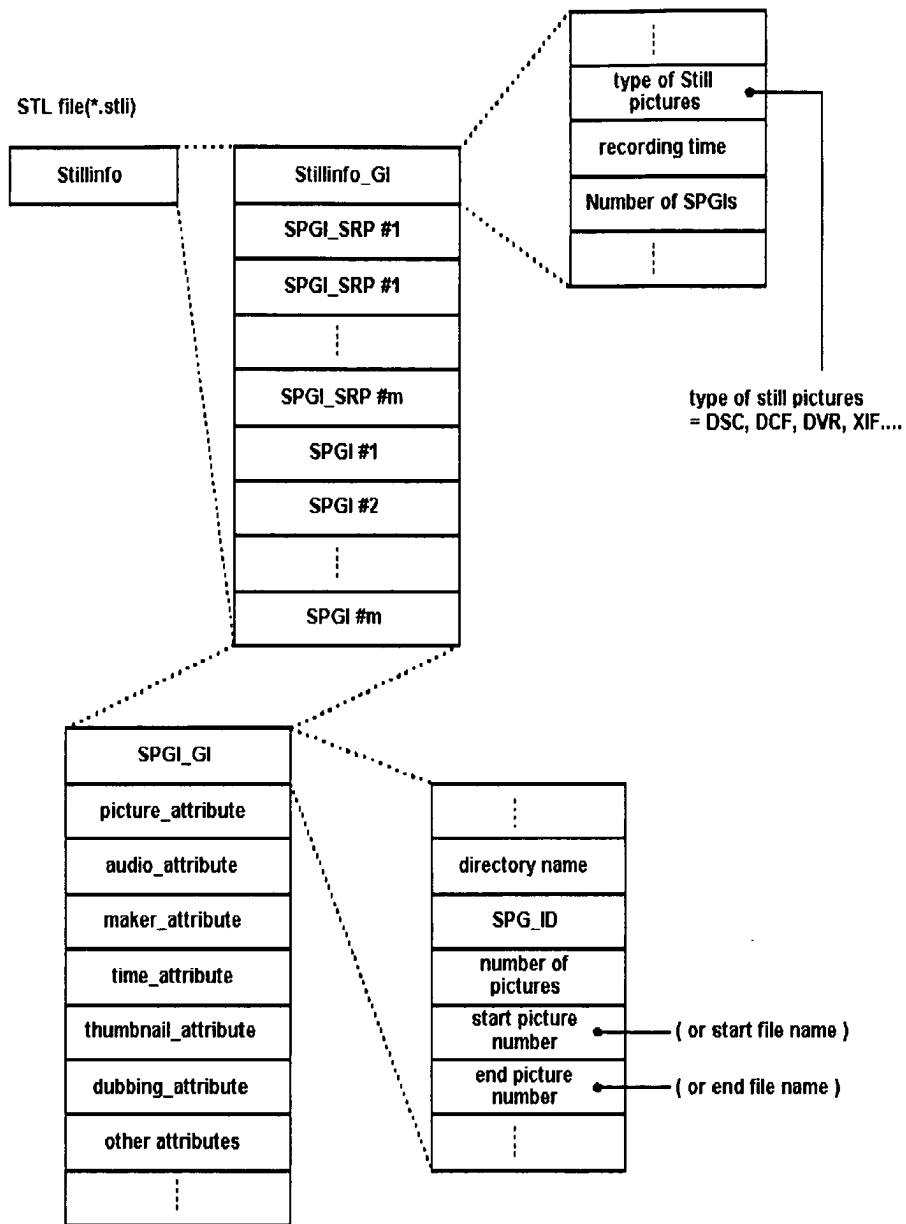 STL file(*.stli)
Stillinfo
Stillinfo_GI
SPGI_SRP #1
SPGI_SRP #1
SPGI_SRP #m
SPGI #1
SPGI #2
SPGI #m
type of Still
pictures
recording time
Number of SPGIs
type of still pictures
= DSC, DCF, DVR, XIF....
SPGI_GI
picture_attribute
audio_attribute
maker_attribute
time_attribute
thumbnail_attribute
dubbing_attribute
other attributes
directory name
SPG_ID
number of
pictures
start picture
number
( or start file name )
end picture
number
( or end file name )